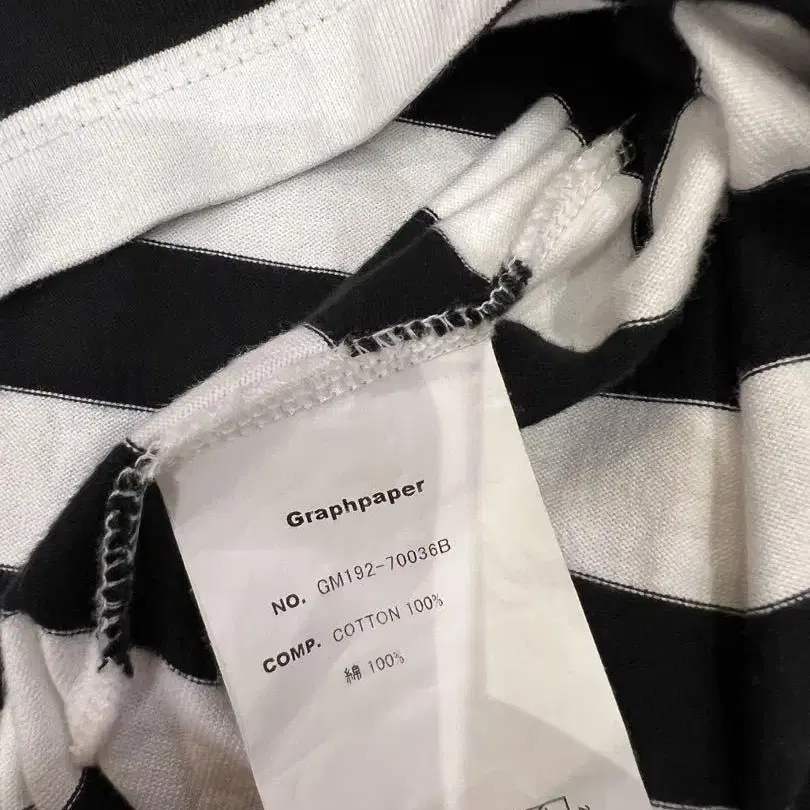 Graphpaper
NO. GM192-70036B
COMP. COTTON 100%
綿 100%